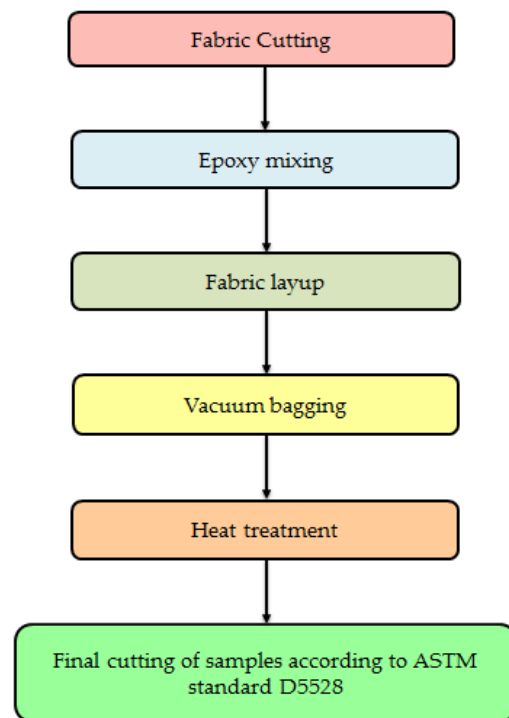 Fabric Cutting
Epoxy mixing
Fabric layup
Vacuum bagging
Heat treatment
Final cutting of samples according to ASTM
standard D5528